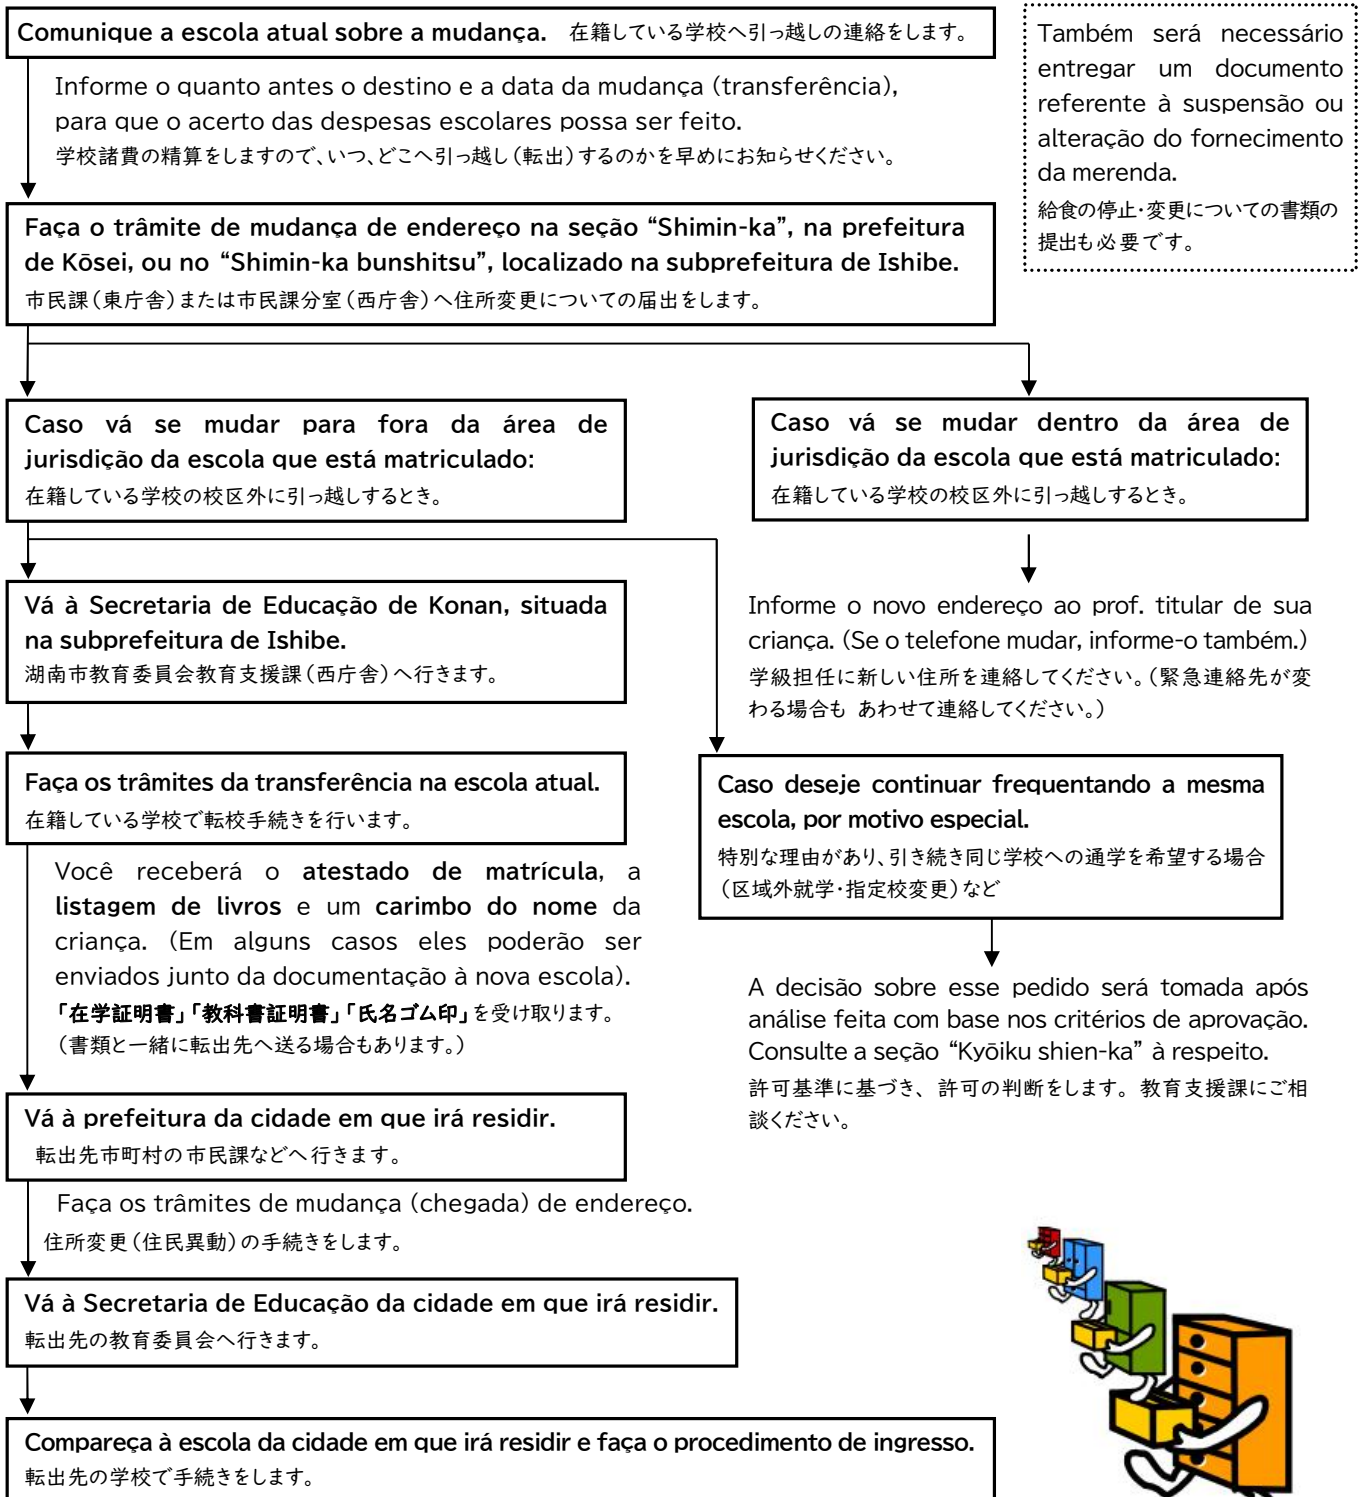 Comunique a escola atual sobre a mudança. 在籍している学校へ引っ越しの連絡をします。
Informe o quanto antes o destino e a data da mudança (transferência),
para que o acerto das despesas escolares possa ser feito.
学校諸費の精算をしますので、いつ、どこへ引っ越し(転出)するのかを早めにお知らせください。
Também será necessário
entregar um documento
referente à suspensão ou
alteração do fornecimento
da merenda.
給食の停止・変更についての書類の
提出も必要です。
Faça o trâmite de mudança de endereço na seção “Shimin-ka”, na prefeitura
de Kōsei, ou no “Shimin-ka bunshitsu”, localizado na subprefeitura de Ishibe.
市民課(東庁舎)または市民課分室(西庁舎)へ住所変更についての届出をします。
Caso vá se mudar para fora da área de
jurisdição da escola que está matriculado:
在籍している学校の校区外に引っ越しするとき。
Caso vá se mudar dentro da área de
jurisdição da escola que está matriculado:
在籍している学校の校区外に引っ越しするとき。
Vá à Secretaria de Educação de Konan, situada
na subprefeitura de Ishibe.
湖南市教育委員会教育支援課(西庁舎)へ行きます。
Informe o novo endereço ao prof. titular de sua
criança. (Se o telefone mudar, informe-o também.)
学級担任に新しい住所を連絡してください。(緊急連絡先が変
わる場合も あわせて連絡してください。)
Faça os trâmites da transferência na escola atual.
在籍している学校で転校手続きを行います。
Caso deseje continuar frequentando a mesma
escola, por motivo especial.
特別な理由があり、引き続き同じ学校への通学を希望する場合
(区域外就学・指定校変更)など
Você receberá o atestado de matrícula, a
listagem de livros e um carimbo do nome da
criança. (Em alguns casos eles poderão ser
enviados junto da documentação à nova escola).
「在学証明書」「教科書証明書」「氏名ゴム印」を受け取ります。
(書類と一緒に転出先へ送る場合もあります。)
A decisão sobre esse pedido será tomada após
análise feita com base nos critérios de aprovação.
Consulte a seção “Kyōiku shien-ka” à respeito.
許可基準に基づき、許可の判断をします。教育支援課にご相
談ください。
Vá à prefeitura da cidade em que irá residir.
転出先市町村の市民課などへ行きます。
Faça os trâmites de mudança (chegada) de endereço.
住所変更(住民異動)の手続きをします。
Vá à Secretaria de Educação da cidade em que irá residir.
転出先の教育委員会へ行きます。
Compareça à escola da cidade em que irá residir e faça o procedimento de ingresso.
転出先の学校で手続きをします。